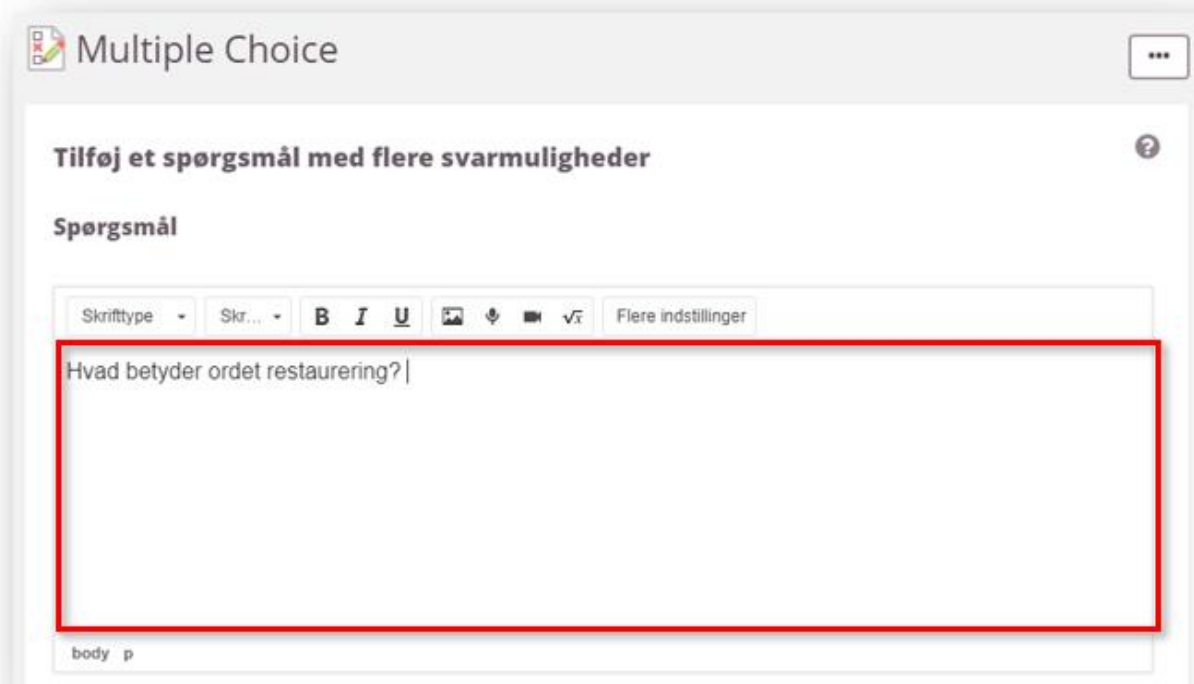 Multiple Choice
Tilføj et spørgsmål med flere svarmuligheder
Spørgsmål
Skrifttype Skr... B I U √x Flere indstillinger
Hvad betyder ordet restaurering?
body p